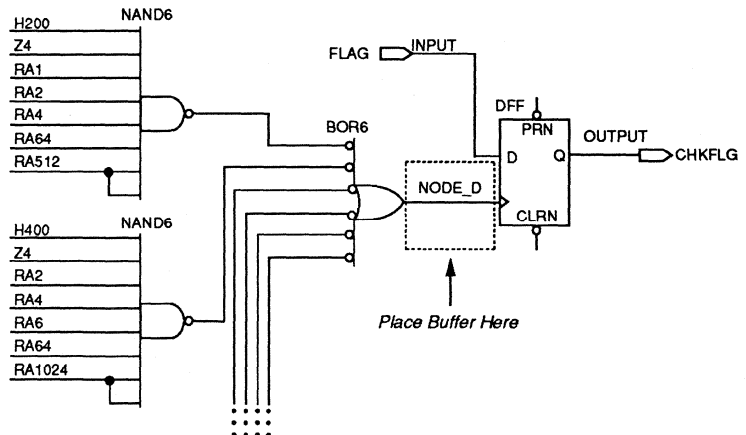 NAND6
H200
Z4
RA1
RA2
RA4
RA64
RA512
FLAG
INPUT
BOR6
DFF
PRN
D
Q
CLRN
OUTPUT
CHKFLG
NODE_D
Place Buffer Here
NAND6
H400
Z4
RA2
RA4
RA6
RA64
RA1024